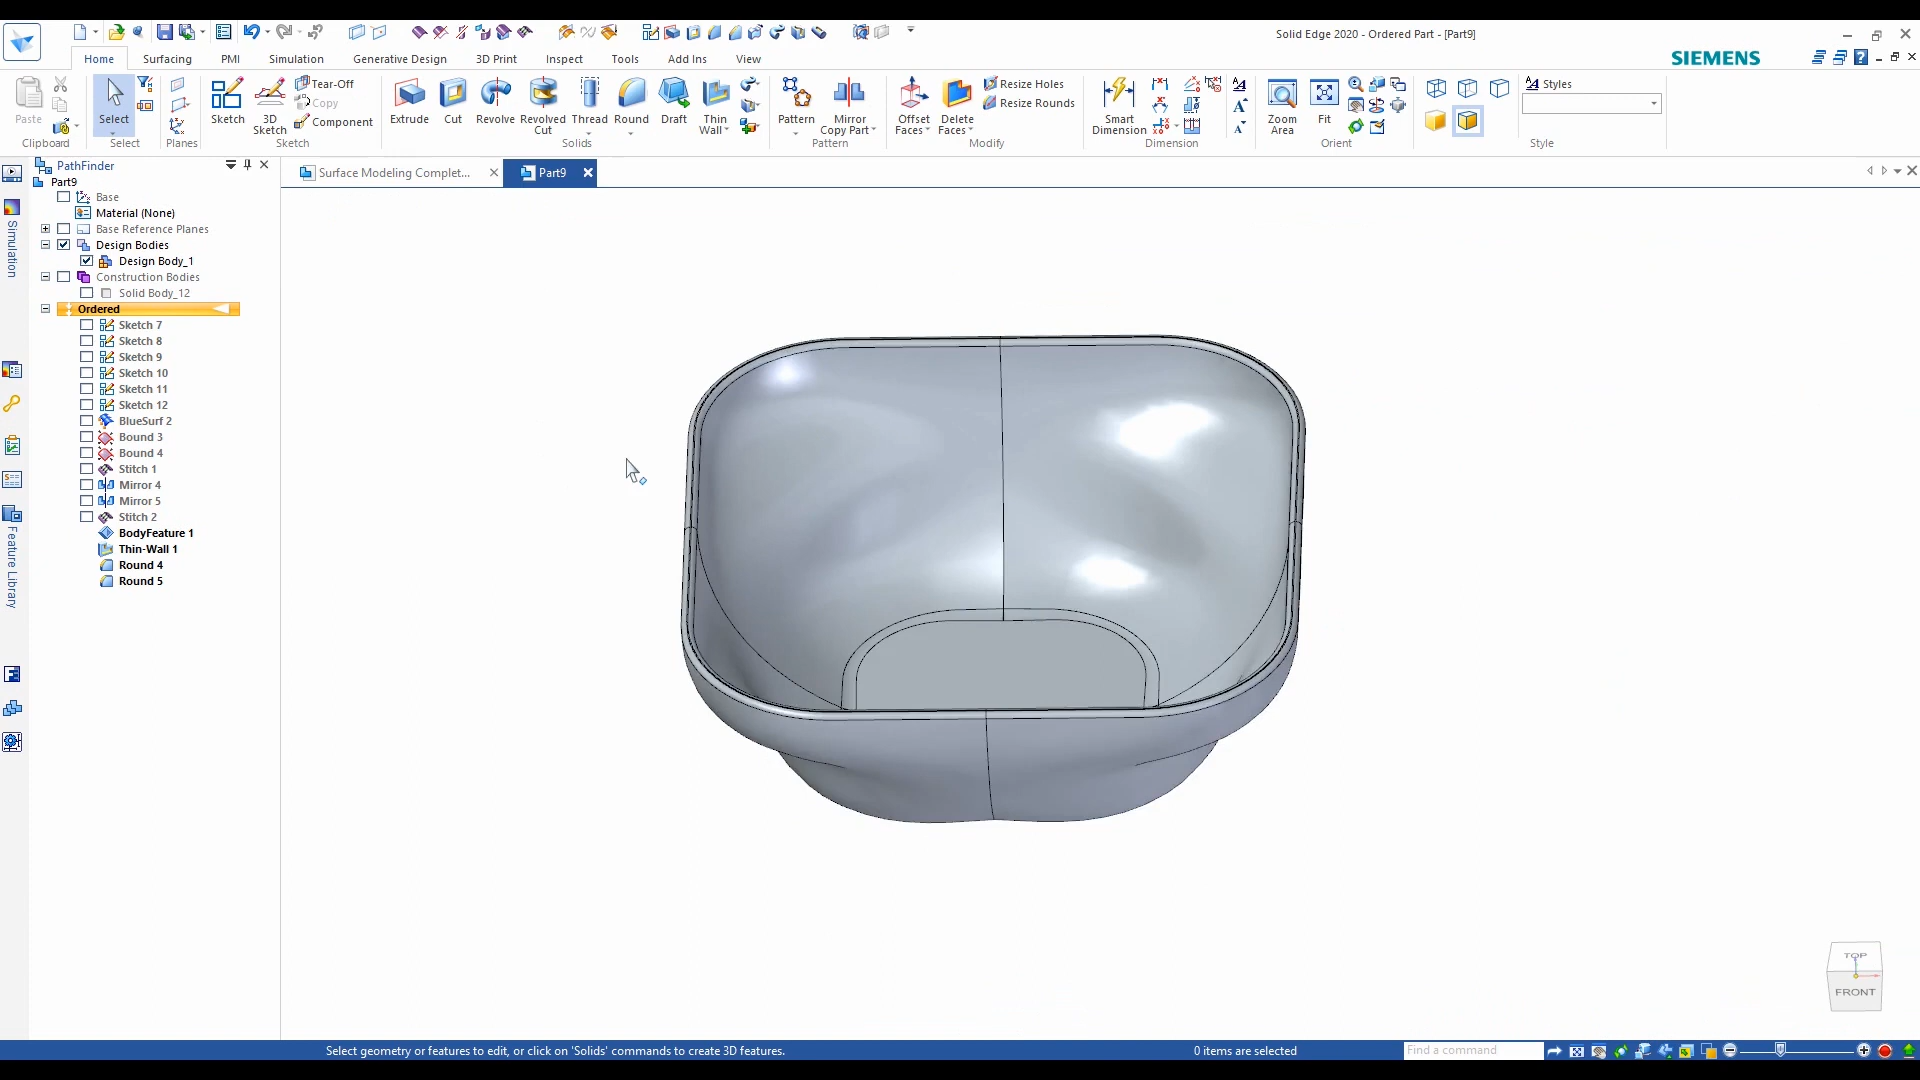 Solid Edge 2020 - Ordered Part - [Part9]
Home Surfacing PMI Simulation Generative Design 3D Print Inspect Tools Add Ins View
SIEMENS
Paste
Clipboard
Select
Select
Planes
Sketch
3D Sketch
Tear-Off
Copy
Component
Sketch
Extrude
Cut
Revolve
Revolved Cut
Thread
Round
Draft
Thin Wall
Solids
Pattern
Mirror Copy Part
Pattern
Offset Faces
Delete Faces
Resize Holes
Resize Rounds
Modify
Smart Dimension
Dimension
Zoom Area
Fit
Orient
Styles
Style
PathFinder
Part9
Base
Material (None)
Base Reference Planes
Design Bodies
Design Body_1
Construction Bodies
Solid Body_12
Ordered
Sketch 7
Sketch 8
Sketch 9
Sketch 10
Sketch 11
Sketch 12
BlueSurf 2
Bound 3
Bound 4
Stitch 1
Mirror 4
Mirror 5
Stitch 2
BodyFeature 1
Thin-Wall 1
Round 4
Round 5
Simulation
Feature Library
Surface Modeling Complet...
Part9
TOP
FRONT
Select geometry or features to edit, or click on 'Solids' commands to create 3D features.
0 items are selected
Find a command